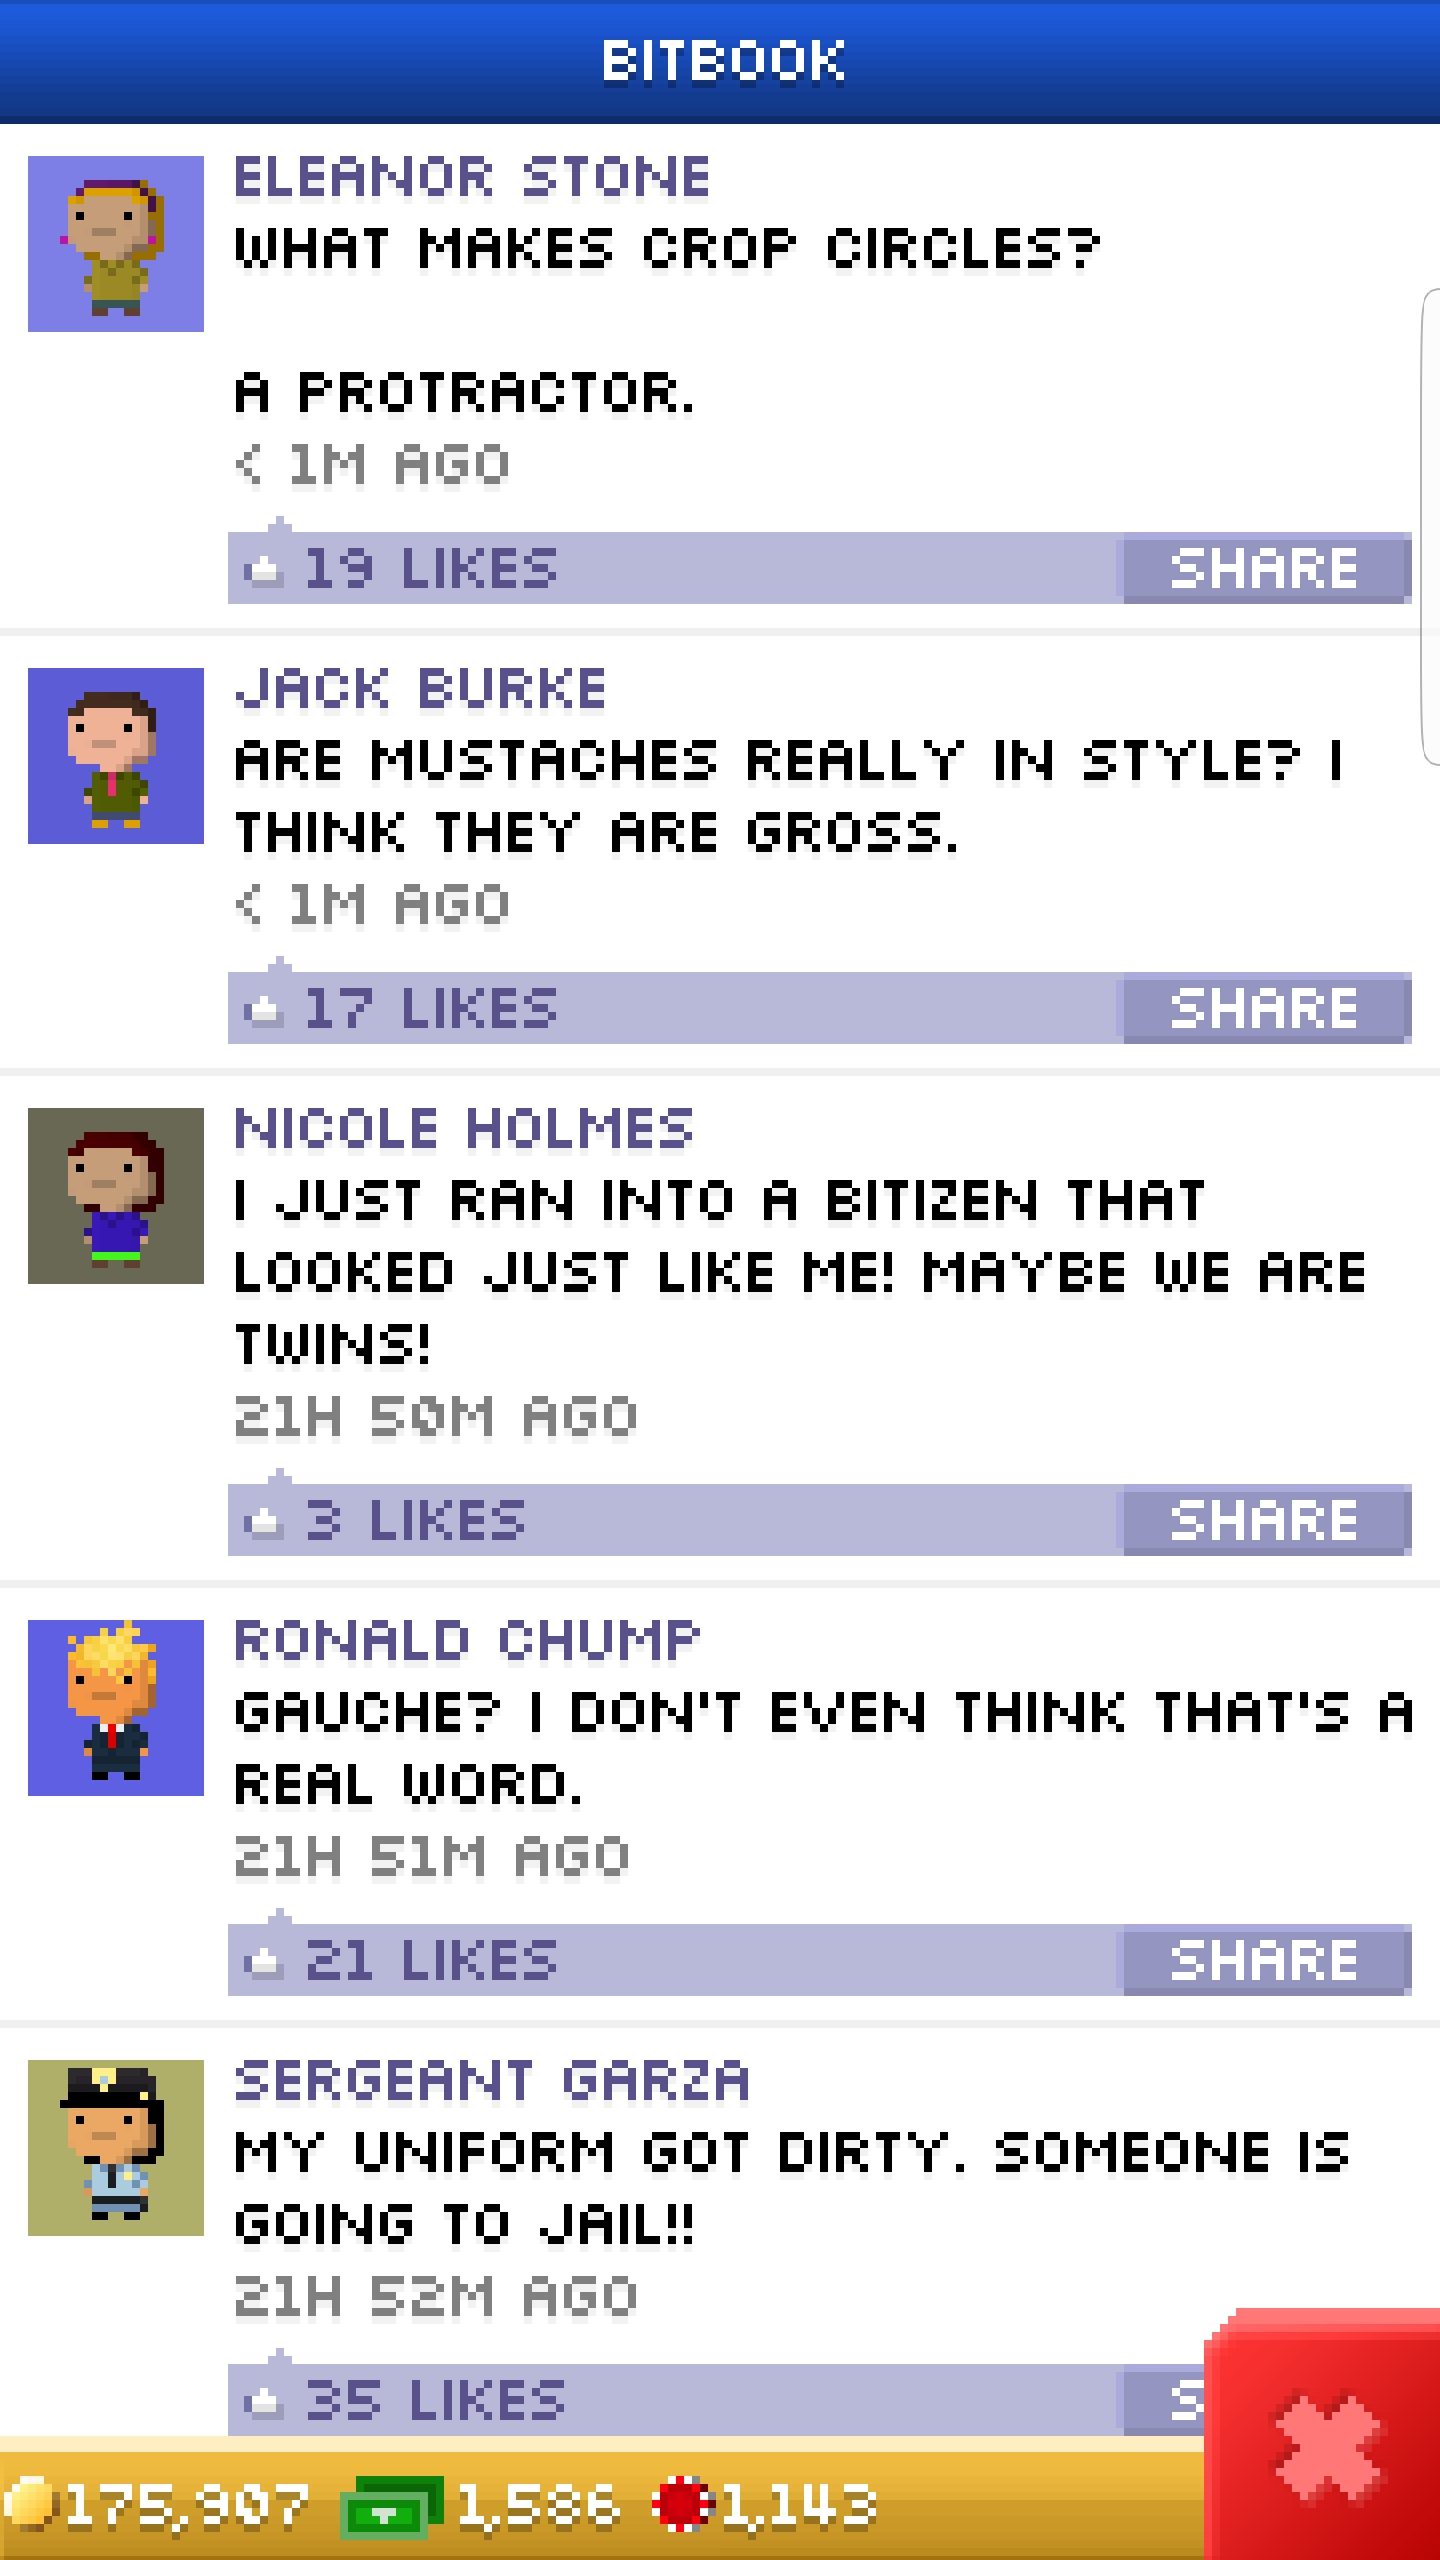 BITBOOK
ELEANOR STONE
WHAT MAKES CROP CIRCLES?
A PROTRACTOR.
< 1M AGO
19 LIKES SHARE
JACK BURKE
ARE MUSTACHES REALLY IN STYLE? I
THINK THEY ARE GROSS.
< 1M AGO
17 LIKES SHARE
NICOLE HOLMES
I JUST RAN INTO A BITIZEN THAT
LOOKED JUST LIKE ME! MAYBE WE ARE
TWINS!
21H 50M AGO
3 LIKES SHARE
RONALD CHUMP
GAUCHE? I DON'T EVEN THINK THAT'S A
REAL WORD.
21H 51M AGO
21 LIKES SHARE
SERGEANT GARZA
MY UNIFORM GOT DIRTY. SOMEONE IS
GOING TO JAIL!!
21H 52M AGO
35 LIKES S
175,907 1,586 1,143